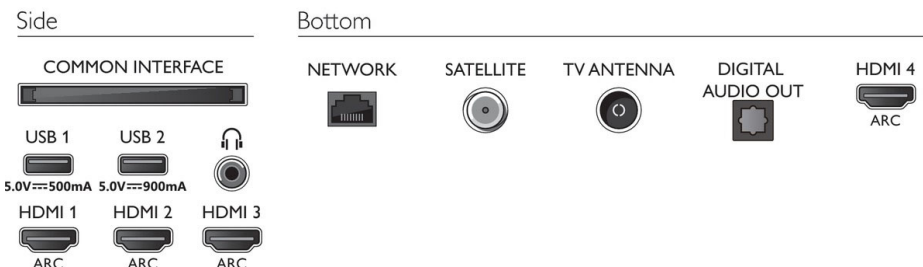 Side
COMMON INTERFACE
USB 1 USB 2
5.0V⎓500mA 5.0V⎓900mA
HDMI 1 HDMI 2 HDMI 3
ARC ARC ARC
Bottom
NETWORK SATELLITE TV ANTENNA DIGITAL AUDIO OUT HDMI 4
ARC